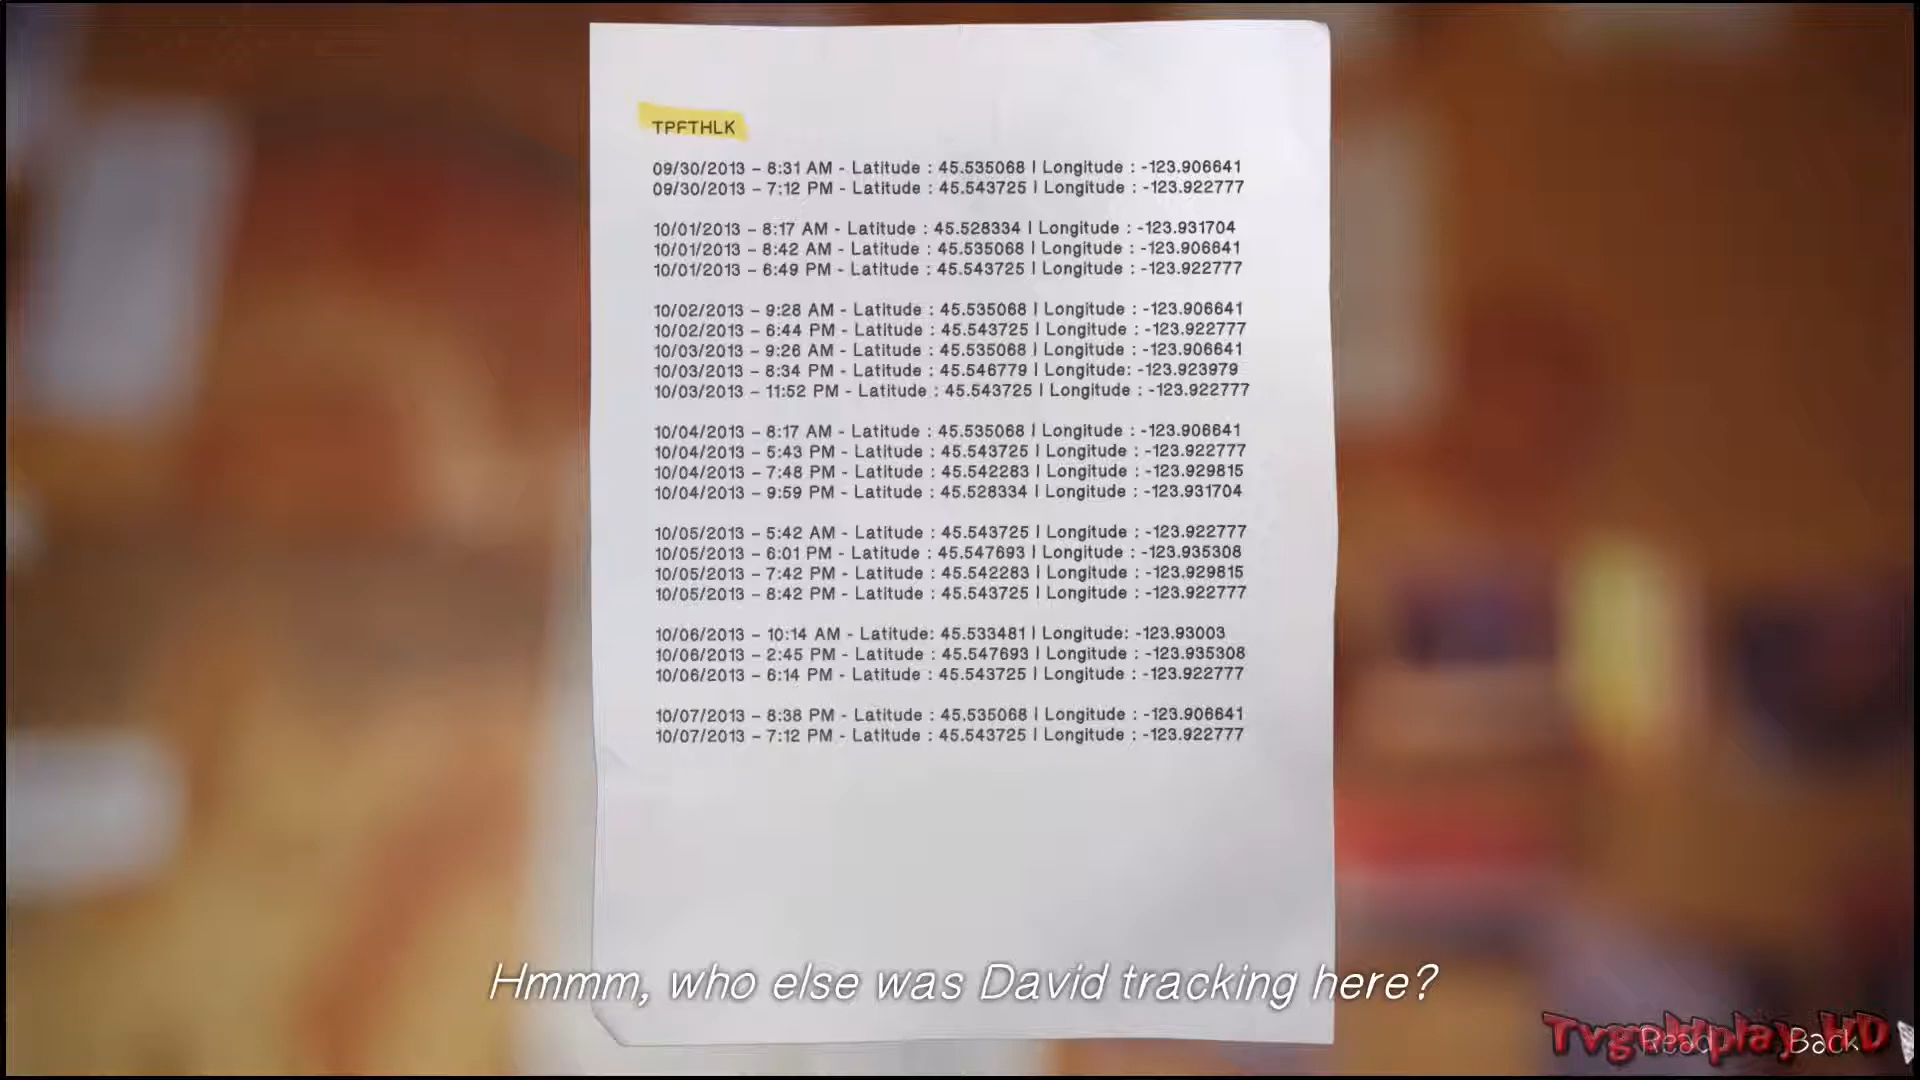 TPFTHLK
09/30/2013 – 8:31 AM - Latitude : 45.535068 | Longitude : -123.906641
09/30/2013 – 7:12 PM - Latitude : 45.543725 | Longitude : -123.922777
10/01/2013 – 8:17 AM - Latitude : 45.528334 | Longitude : -123.931704
10/01/2013 – 8:42 AM - Latitude : 45.535068 | Longitude : -123.906641
10/01/2013 – 6:49 PM - Latitude : 45.543725 | Longitude : -123.922777
10/02/2013 – 9:28 AM - Latitude : 45.535068 | Longitude : -123.906641
10/02/2013 – 6:44 PM - Latitude : 45.543725 | Longitude : -123.922777
10/03/2013 – 9:26 AM - Latitude : 45.535068 | Longitude : -123.906641
10/03/2013 – 8:34 PM - Latitude : 45.546779 | Longitude: -123.923979
10/03/2013 – 11:52 PM - Latitude : 45.543725 | Longitude : -123.922777
10/04/2013 – 8:17 AM - Latitude : 45.535068 | Longitude : -123.906641
10/04/2013 – 5:43 PM - Latitude : 45.543725 | Longitude : -123.922777
10/04/2013 – 7:48 PM - Latitude : 45.542283 | Longitude : -123.929815
10/04/2013 – 9:59 PM - Latitude : 45.528334 | Longitude : -123.931704
10/05/2013 – 5:42 AM - Latitude : 45.543725 | Longitude : -123.922777
10/05/2013 – 6:01 PM - Latitude : 45.547693 | Longitude : -123.935308
10/05/2013 – 7:42 PM - Latitude : 45.542283 | Longitude : -123.929815
10/05/2013 – 8:42 PM - Latitude : 45.543725 | Longitude : -123.922777
10/06/2013 – 10:14 AM - Latitude: 45.533481 | Longitude: -123.93003
10/06/2013 – 2:45 PM - Latitude : 45.547693 | Longitude : -123.935308
10/06/2013 – 6:14 PM - Latitude : 45.543725 | Longitude : -123.922777
10/07/2013 – 8:38 PM - Latitude : 45.535068 | Longitude : -123.906641
10/07/2013 – 7:12 PM - Latitude : 45.543725 | Longitude : -123.922777
Hmmm, who else was David tracking here?
Read Back